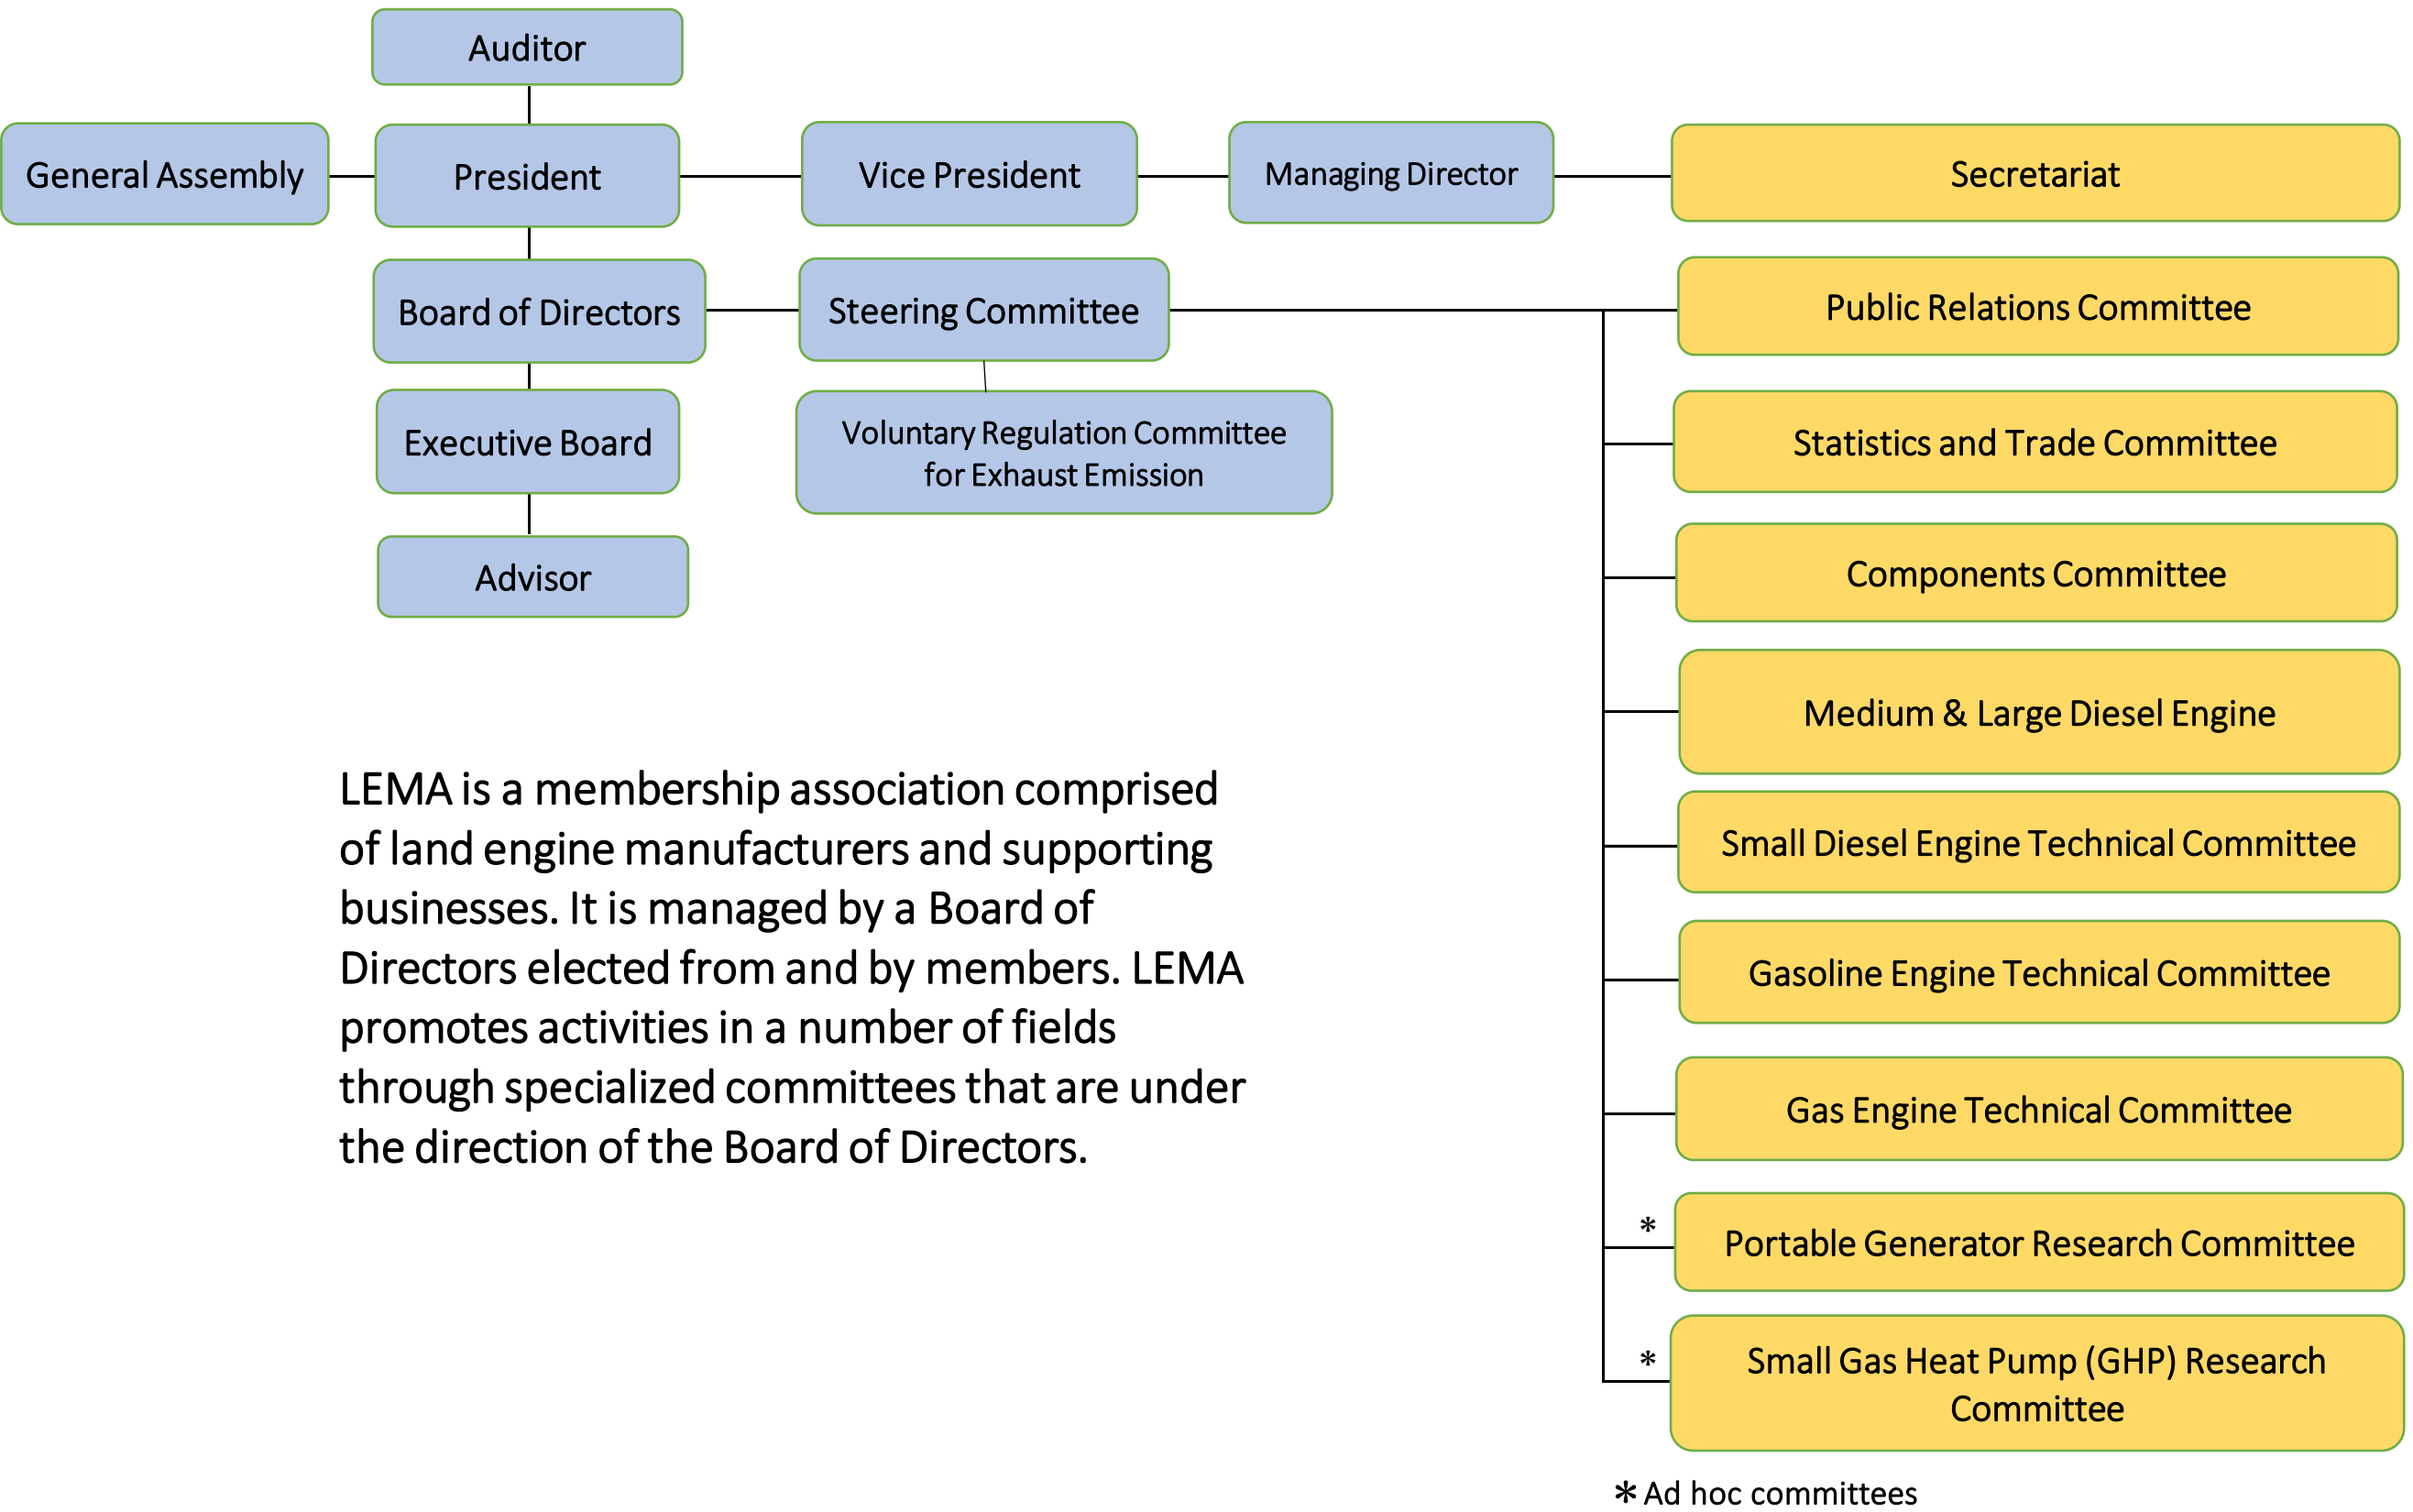 Auditor
General Assembly
President
Vice President
Managing Director
Secretariat
Board of Directors
Steering Committee
Public Relations Committee
Executive Board
Voluntary Regulation Committee
for Exhaust Emission
Statistics and Trade Committee
Advisor
Components Committee
Medium & Large Diesel Engine
LEMA is a membership association comprised
of land engine manufacturers and supporting
businesses. It is managed by a Board of
Directors elected from and by members. LEMA
promotes activities in a number of fields
through specialized committees that are under
the direction of the Board of Directors.
Small Diesel Engine Technical Committee
Gasoline Engine Technical Committee
Gas Engine Technical Committee
* Portable Generator Research Committee
* Small Gas Heat Pump (GHP) Research
Committee
* Ad hoc committees